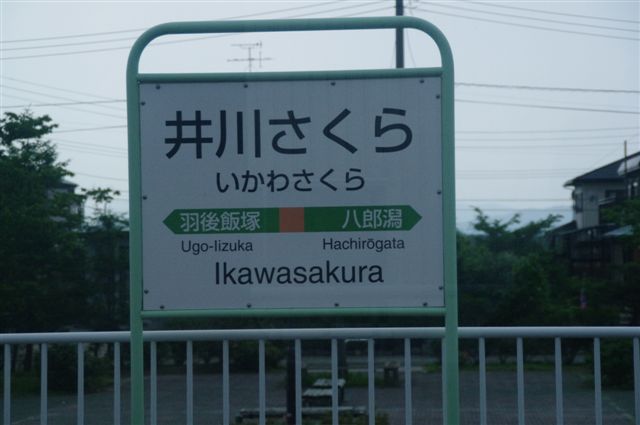 井川さくら
いかわさくら
羽後飯塚 八郎潟
Ugo-Iizuka Hachirōgata
Ikawasakura